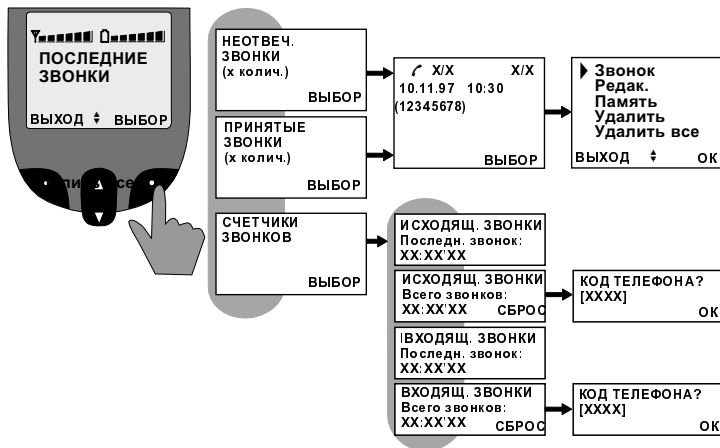 ПОСЛЕДНИЕ
ЗВОНКИ
ВЫХОД ВЫБОР
НЕОТВЕЧ.
ЗВОНКИ
(х колич.)
ВЫБОР
ПРИНЯТЫЕ
ЗВОНКИ
(х колич.)
ВЫБОР
СЧЕТЧИКИ
ЗВОНКОВ
ВЫБОР
X/X X/X
10.11.97 10:30
(12345678)
ВЫБОР
Звонок
Редак.
Память
Удалить
Удалить все
ВЫХОД ОК
ИСХОДЯЩ. ЗВОНКИ
Последн. звонок:
XX:XX'XX
ИСХОДЯЩ. ЗВОНКИ
Всего звонков:
XX:XX'XX СБРОС
КОД ТЕЛЕФОНА?
[XXXX]
ОК
ВХОДЯЩ. ЗВОНКИ
Последн. звонок:
XX:XX'XX
ВХОДЯЩ. ЗВОНКИ
Всего звонков:
XX:XX'XX СБРОС
КОД ТЕЛЕФОНА?
[XXXX]
ОК